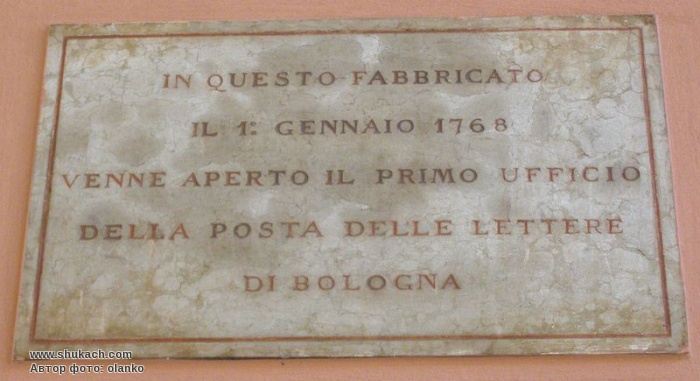 IN QUESTO FABBRICATO
IL 1º GENNAIO 1768
VENNE APERTO IL PRIMO UFFICIO
DELLA POSTA DELLE LETTERE
DI BOLOGNA
www.shukach.com
Автор фото: olanko